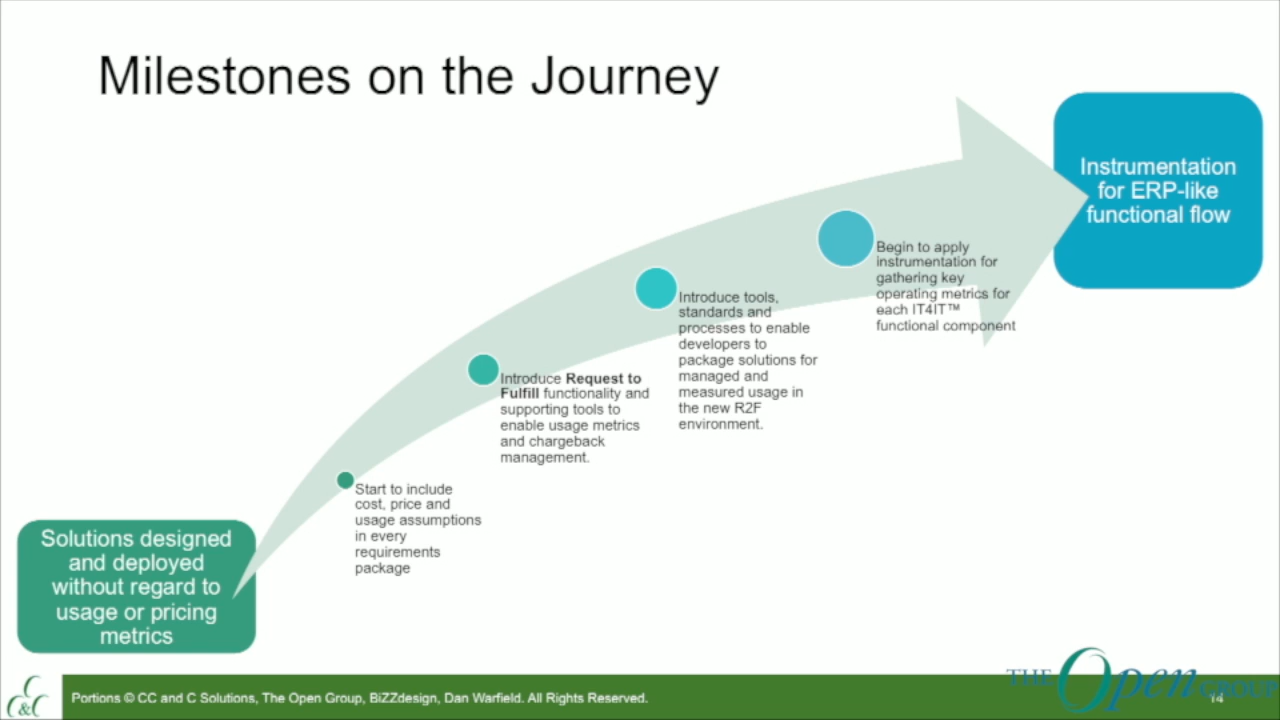 Milestones on the Journey
Instrumentation
for ERP-like
functional flow
Begin to apply
instrumentation for
gathering key
operating metrics for
each IT4IT™
functional component
Introduce tools,
standards and
processes to enable
developers to
package solutions for
managed and
measured usage in
the new R2F
environment.
Introduce Request to
Fulfill functionality and
supporting tools to
enable usage metrics
and chargeback
management.
Start to include
cost, price and
usage assumptions
in every
requirements
package
Solutions designed
and deployed
without regard to
usage or pricing
metrics
C
C&C
Portions © CC and C Solutions, The Open Group, BiZZdesign, Dan Warfield. All Rights Reserved.
THE Open GROUP
14